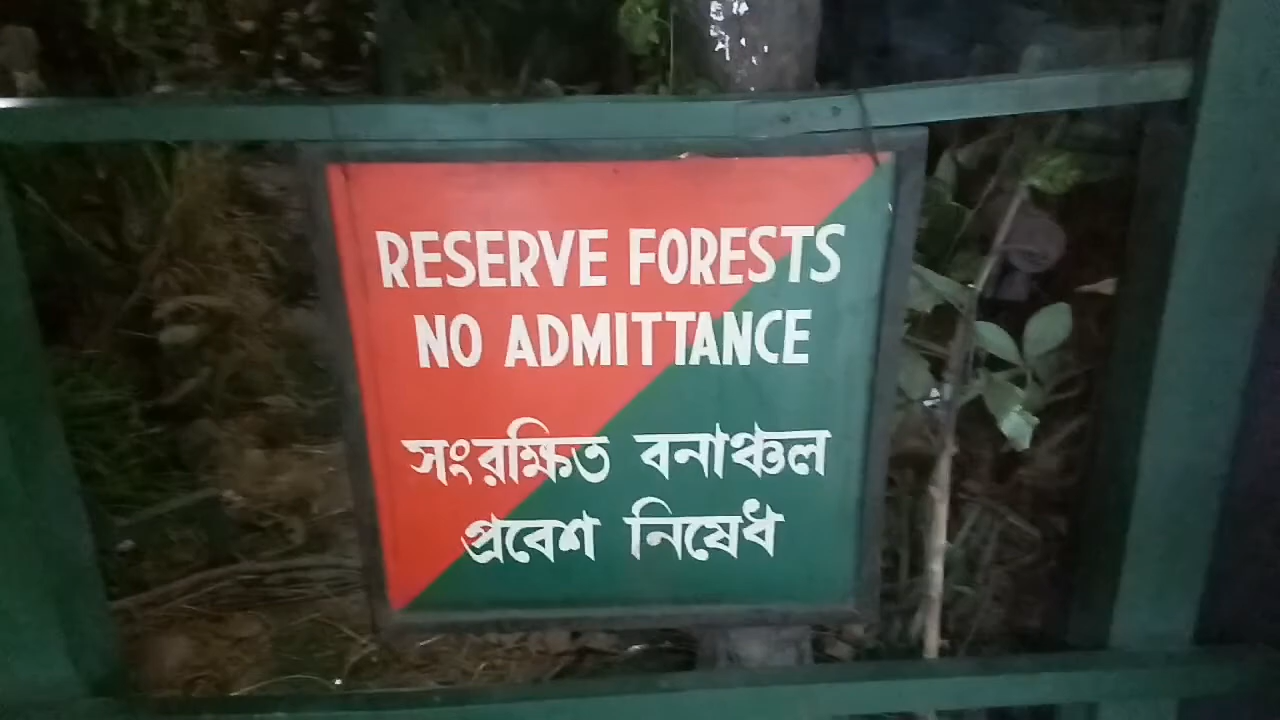 RESERVE FORESTS
NO ADMITTANCE
সংরক্ষিত বনাঞ্চল
প্রবেশ নিষেধ